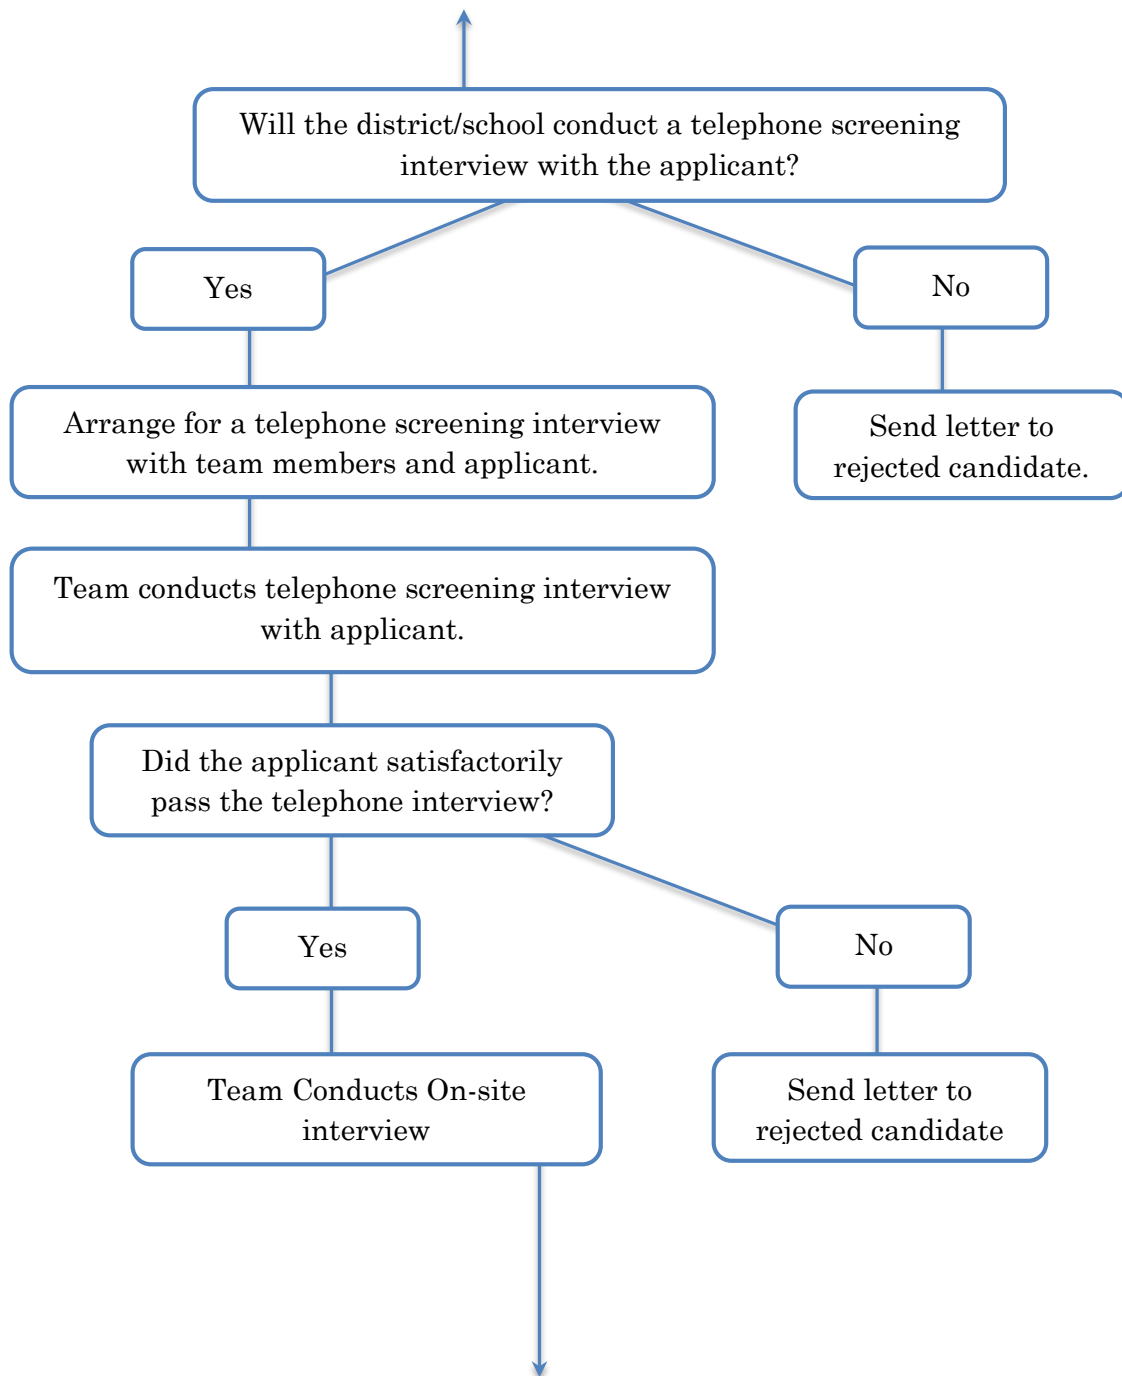 Will the district/school conduct a telephone screening
interview with the applicant?
Yes
No
Arrange for a telephone screening interview
with team members and applicant.
Send letter to
rejected candidate.
Team conducts telephone screening interview
with applicant.
Did the applicant satisfactorily
pass the telephone interview?
Yes
No
Team Conducts On-site
interview
Send letter to
rejected candidate